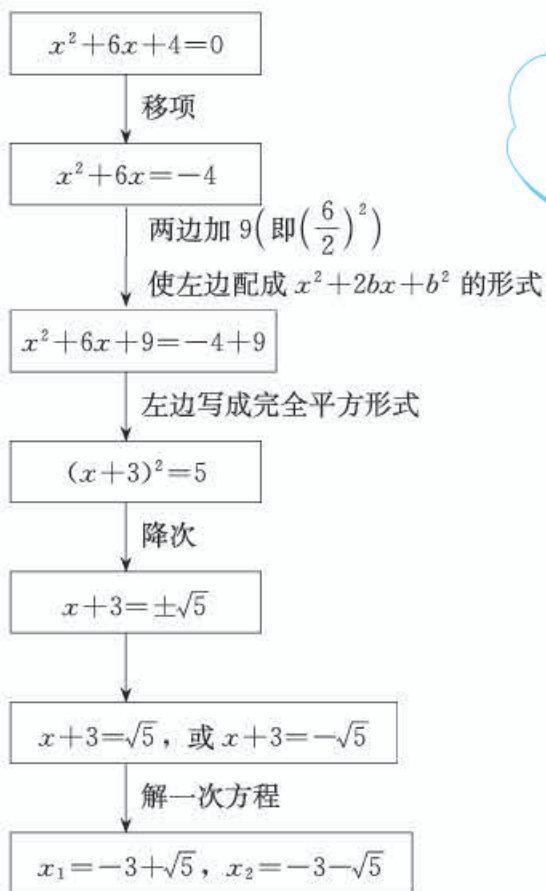 x²+6x+4=0
移项
x²+6x=-4
两边加 9(即(6/2)²)
使左边配成 x²+2bx+b² 的形式
x²+6x+9=-4+9
左边写成完全平方形式
(x+3)²=5
降次
x+3=±√5
x+3=√5，或 x+3=-√5
解一次方程
x₁=-3+√5，x₂=-3-√5